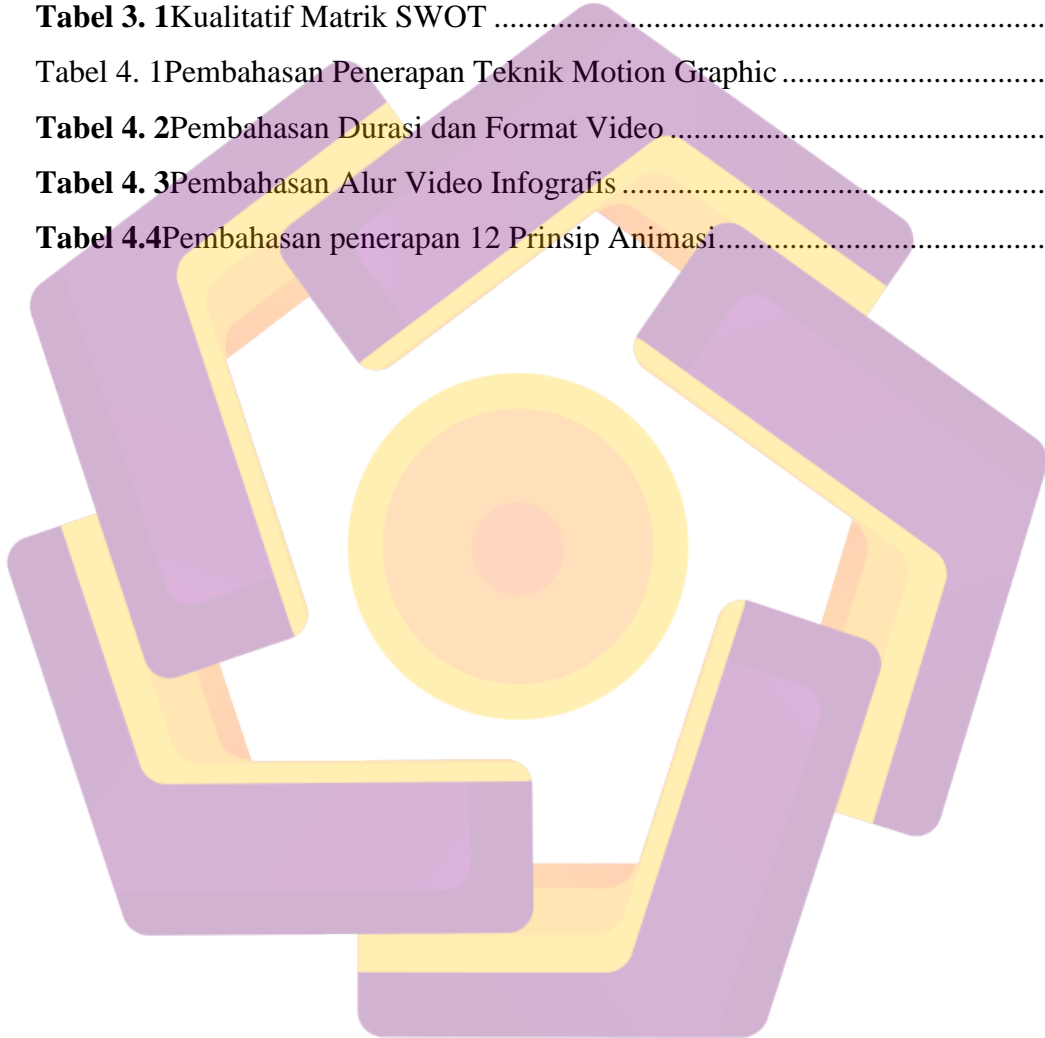 Tabel 3. 1Kualitatif Matrik SWOT ........................................................................
Tabel 4. 1Pembahasan Penerapan Teknik Motion Graphic ..................................
Tabel 4. 2Pembahasan Durasi dan Format Video ..................................................
Tabel 4. 3Pembahasan Alur Video Infografis ........................................................
Tabel 4.4Pembahasan penerapan 12 Prinsip Animasi...........................................